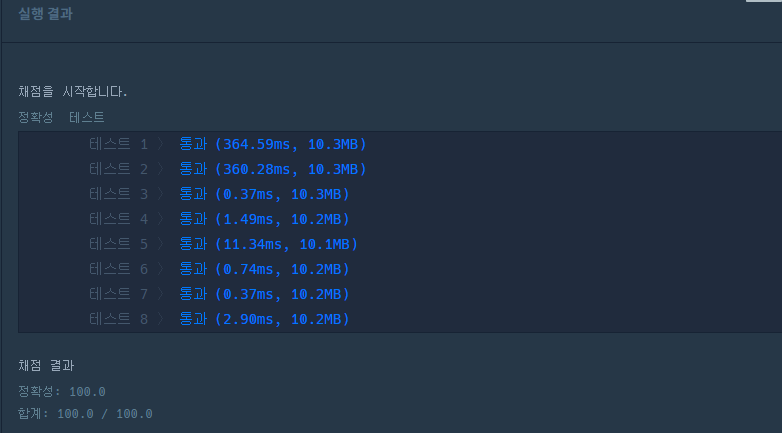 실행 결과
채점을 시작합니다.
정확성 테스트
테스트 1 〉 통과 (364.59ms, 10.3MB)
테스트 2 〉 통과 (360.28ms, 10.3MB)
테스트 3 〉 통과 (0.37ms, 10.3MB)
테스트 4 〉 통과 (1.49ms, 10.2MB)
테스트 5 〉 통과 (11.34ms, 10.1MB)
테스트 6 〉 통과 (0.74ms, 10.2MB)
테스트 7 〉 통과 (0.37ms, 10.2MB)
테스트 8 〉 통과 (2.90ms, 10.2MB)
채점 결과
정확성: 100.0
합계: 100.0 / 100.0